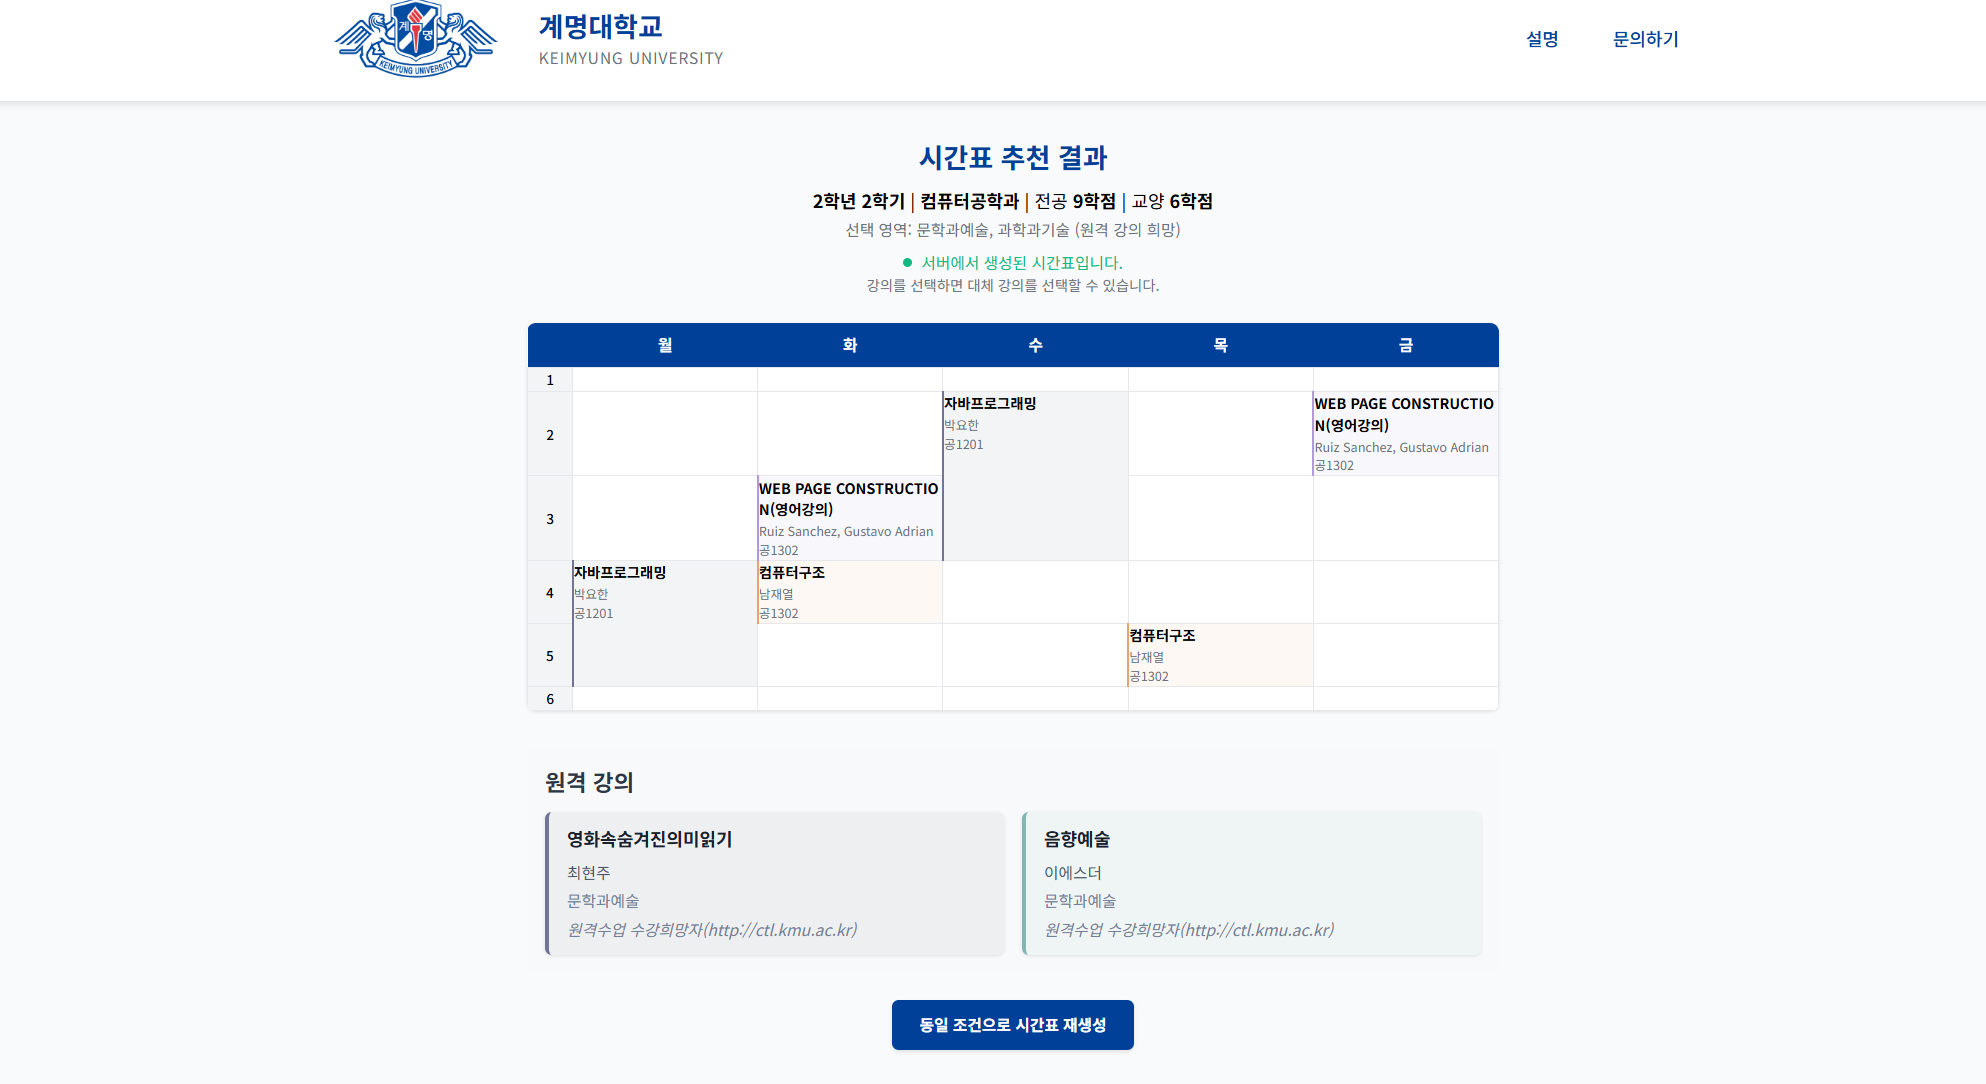 계 명
KEIMYUNG UNIVERSITY
계명대학교
KEIMYUNG UNIVERSITY
설명
문의하기
시간표 추천 결과
2학년 2학기 | 컴퓨터공학과 | 전공 9학점 | 교양 6학점
선택 영역: 문학과예술, 과학과기술 (원격 강의 희망)
서버에서 생성된 시간표입니다.
강의를 선택하면 대체 강의를 선택할 수 있습니다.
월 화 수 목 금
1
2
자바프로그래밍
박요한
공1201
WEB PAGE CONSTRUCTIO
N(영어강의)
Ruiz Sanchez, Gustavo Adrian
공1302
3
WEB PAGE CONSTRUCTIO
N(영어강의)
Ruiz Sanchez, Gustavo Adrian
공1302
4
자바프로그래밍
박요한
공1201
컴퓨터구조
남재열
공1302
5
컴퓨터구조
남재열
공1302
6
원격 강의
영화속숨겨진의미읽기
최현주
문학과예술
원격수업 수강희망자(http://ctl.kmu.ac.kr)
음향예술
이에스더
문학과예술
원격수업 수강희망자(http://ctl.kmu.ac.kr)
동일 조건으로 시간표 재생성